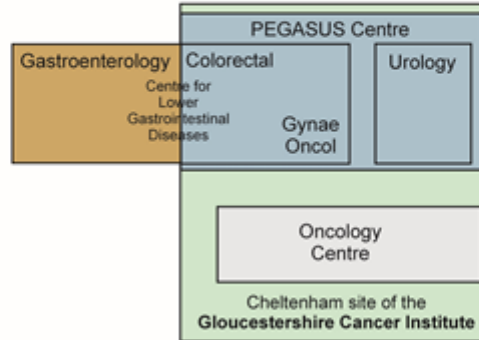 PEGASUS Centre
Gastroenterology
Colorectal
Urology
Centre for
Lower
Gastrointestinal
Diseases
Gynae
Oncol
Oncology
Centre
Cheltenham site of the
Gloucestershire Cancer Institute